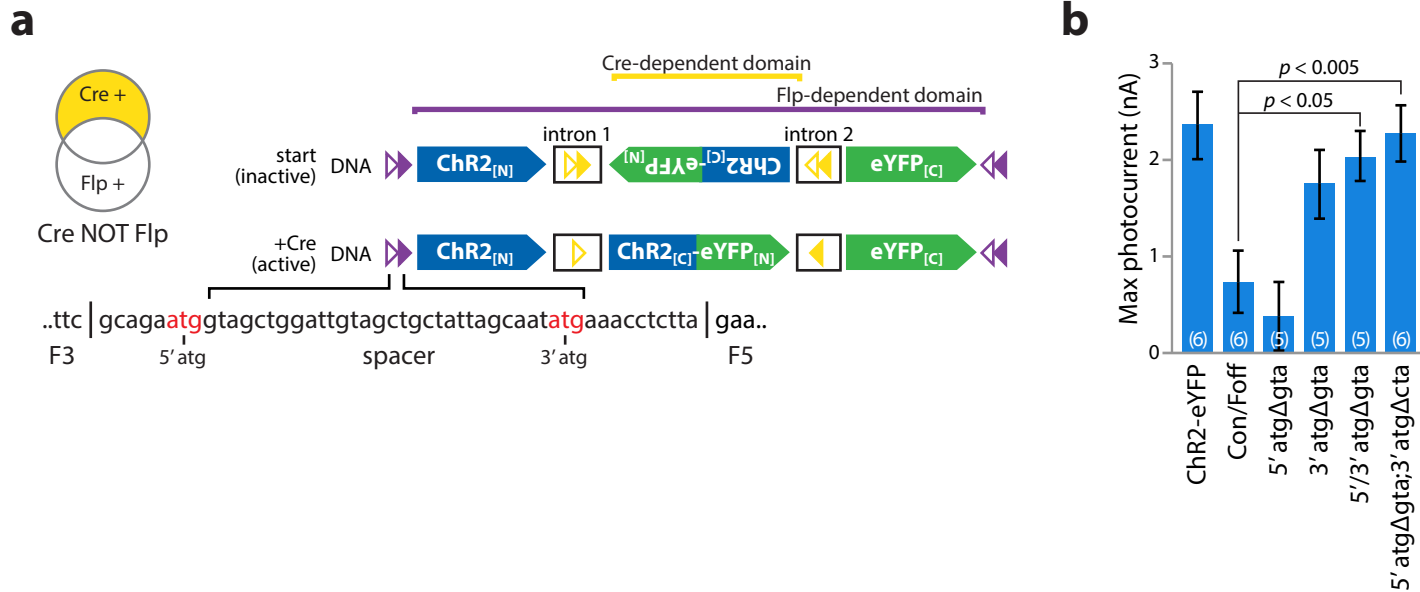 a
Cre +
Flp +
Cre NOT Flp
Cre-dependent domain
Flp-dependent domain
intron 1
intron 2
start
(inactive)
DNA
ChR2[N]
ChR2[C]-eYFP[N]
eYFP[C]
+Cre
(active)
DNA
ChR2[N]
ChR2[C]-eYFP[N]
eYFP[C]
..ttc gcagaatggtagctggattgtagctgctattagcaatatgaaacctctta gaa..
F3
5′ atg
spacer
3′ atg
F5
b
Max photocurrent (nA)
3
2
1
0
p < 0.005
p < 0.05
(6)
(6)
(5)
(5)
(5)
(6)
ChR2-eYFP
Con/Foff
5′ atgΔgta
3′ atgΔgta
5′/3′ atgΔgta
5′ atgΔgta;3′ atgΔcta